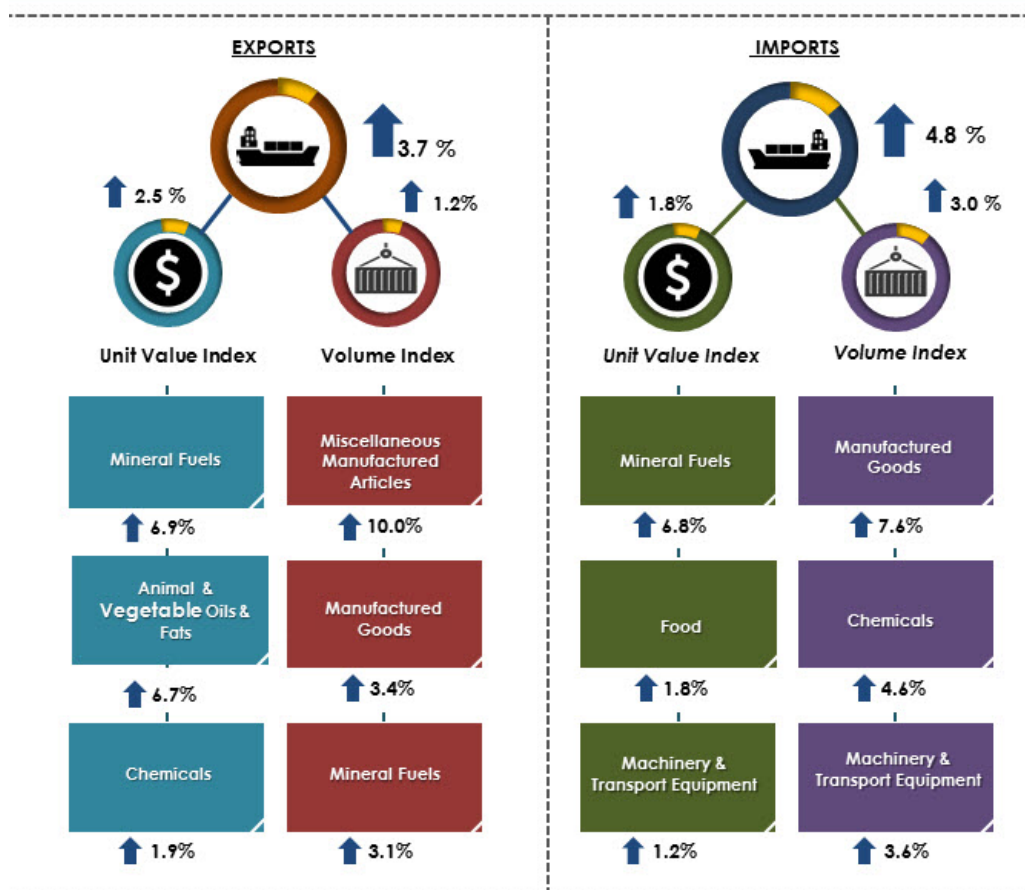 EXPORTS
3.7 %
2.5 %
1.2%
$
Unit Value Index
Volume Index
Mineral Fuels
6.9%
Miscellaneous
Manufactured
Articles
10.0%
Animal &
Vegetable Oils &
Fats
6.7%
Manufactured
Goods
3.4%
Chemicals
1.9%
Mineral Fuels
3.1%
IMPORTS
4.8 %
1.8%
3.0 %
$
Unit Value Index
Volume Index
Mineral Fuels
6.8%
Manufactured
Goods
7.6%
Food
1.8%
Chemicals
4.6%
Machinery &
Transport Equipment
1.2%
Machinery &
Transport Equipment
3.6%